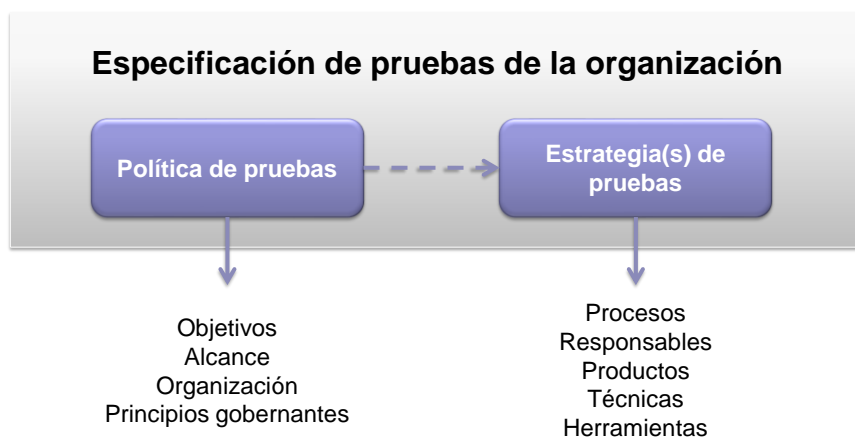 Especificación de pruebas de la organización
Política de pruebas
Estrategia(s) de
pruebas
Objetivos
Alcance
Organización
Principios gobernantes
Procesos
Responsables
Productos
Técnicas
Herramientas